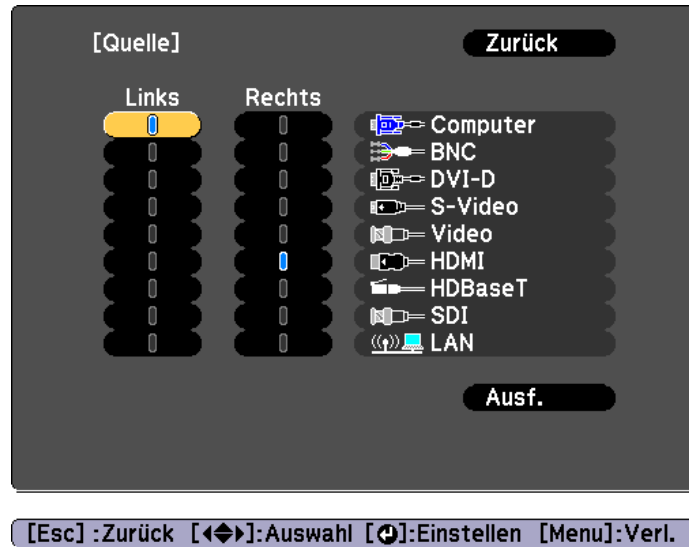 [Quelle] Zurück
Links Rechts
Computer
BNC
DVI-D
S-Video
Video
HDMI
HDBaseT
SDI
LAN
Ausf.
[Esc] :Zurück [◀◆▶]:Auswahl [↵]:Einstellen [Menu]:Verl.